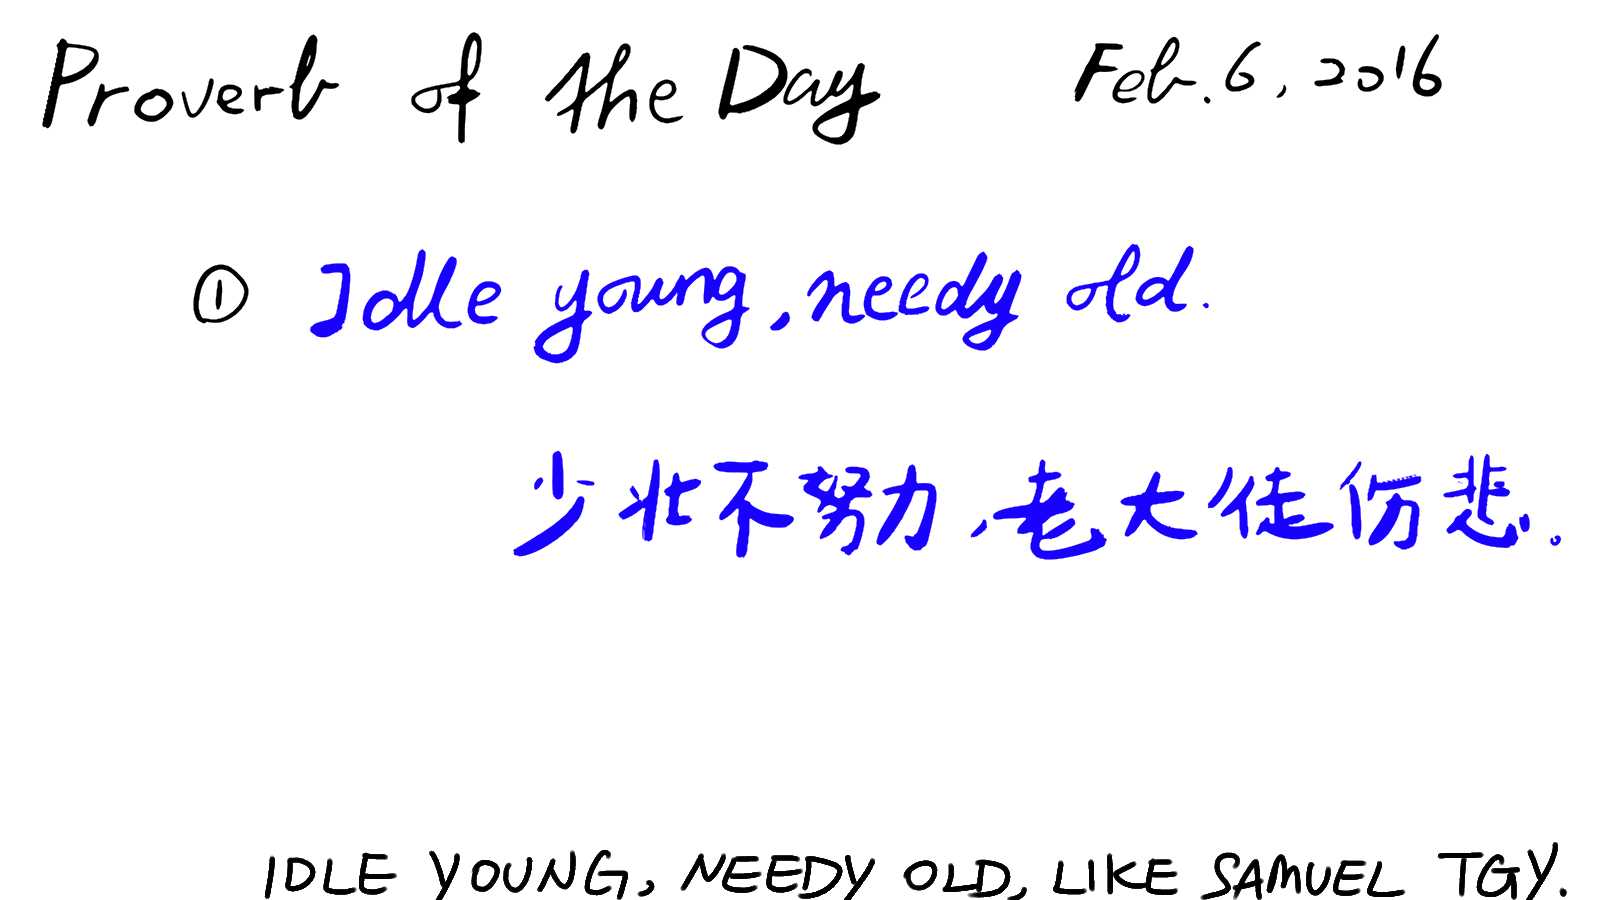 Proverb of the Day Feb. 6, 2016
① Idle young, needy old.
少壮不努力,老大徒伤悲。
IDLE YOUNG, NEEDY OLD, LIKE SAMUEL TGY.